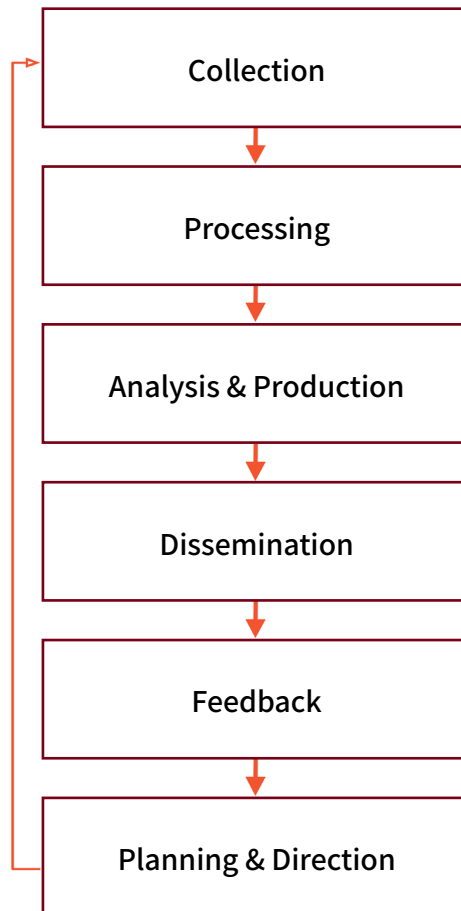 Collection
Processing
Analysis & Production
Dissemination
Feedback
Planning & Direction